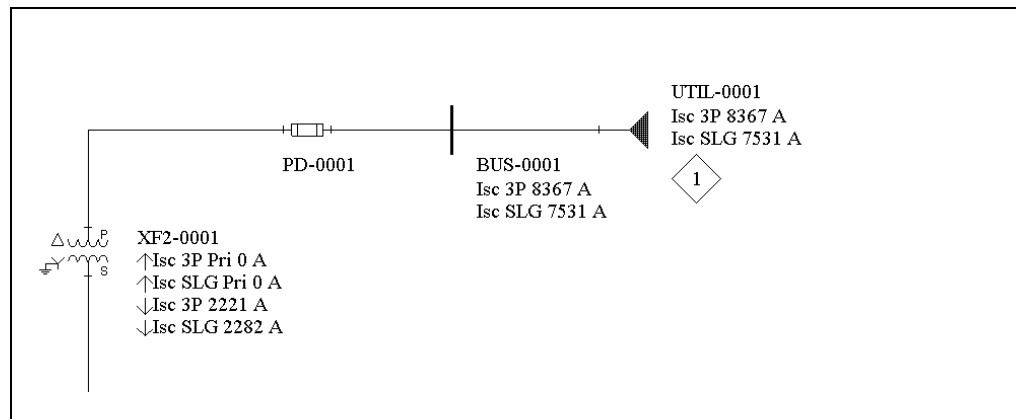 UTIL-0001
Isc 3P 8367 A
Isc SLG 7531 A
1
PD-0001
BUS-0001
Isc 3P 8367 A
Isc SLG 7531 A
P
S
XF2-0001
↑Isc 3P Pri 0 A
↑Isc SLG Pri 0 A
↓Isc 3P 2221 A
↓Isc SLG 2282 A